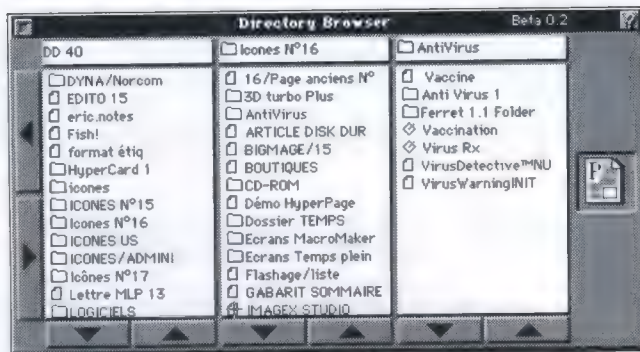 Directory Browser Beta 0.2
DD 40
DYNA/Norcom
EDITO 15
eric.notes
Fish!
format étiq
HyperCard 1
icones
ICONES N°15
Icones N°16
ICONES US
ICONES/ADMINI
Icônes N°17
Lettre MLP 13
LOGICIELS
Icones N°16
16/Page anciens N°
3D turbo Plus
AntiVirus
ARTICLE DISK DUR
BIGMAGE/15
BOUTIQUES
CD-ROM
Démo HyperPage
Dossier TEMPS
Ecrans MacroMaker
Ecrans Temps plein
Flashage/liste
GABARIT SOMMAIRE
IMAGEX STUDIO
AntiVirus
Vaccine
Anti Virus 1
Ferret 1.1 Folder
Vaccination
Virus Rx
VirusDetective™NU
VirusWarningINIT
P